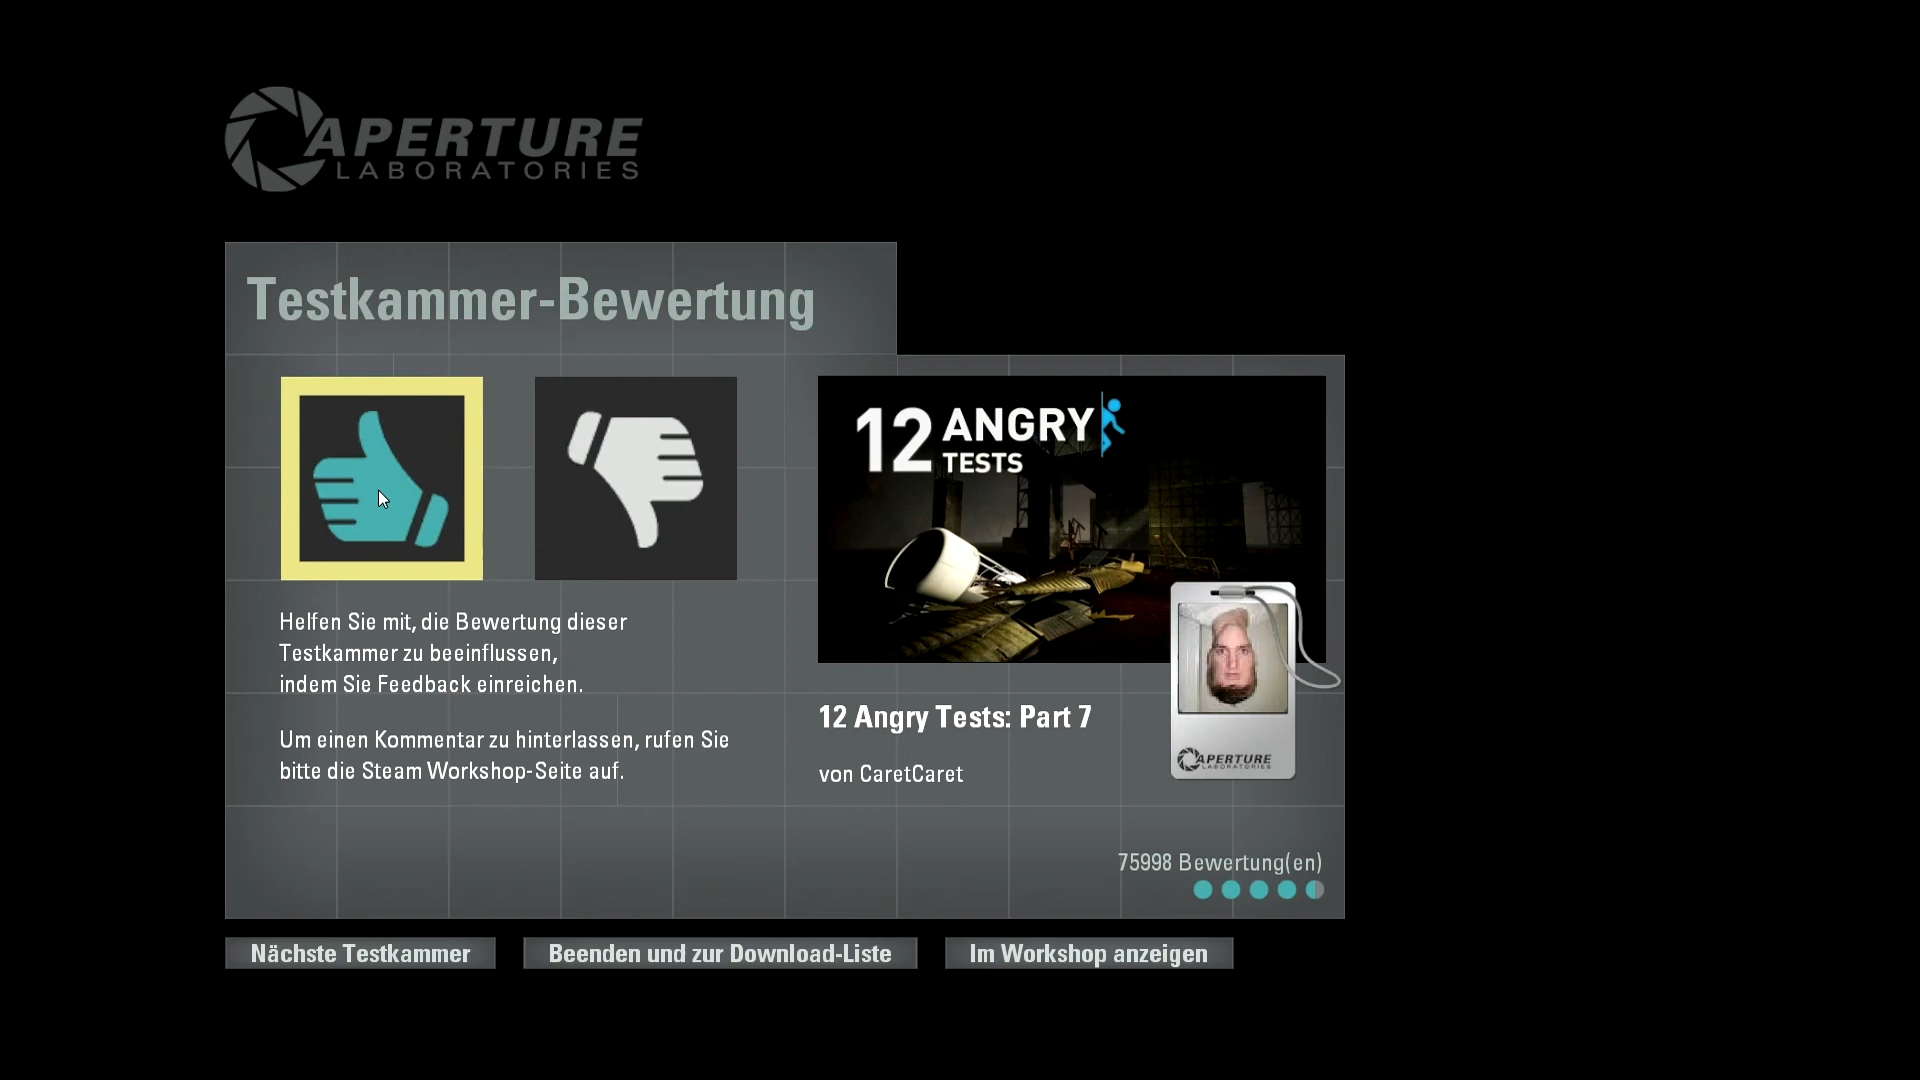 APERTURE
LABORATORIES
Testkammer-Bewertung
12 ANGRY
TESTS
Helfen Sie mit, die Bewertung dieser
Testkammer zu beeinflussen,
indem Sie Feedback einreichen.
Um einen Kommentar zu hinterlassen, rufen Sie
bitte die Steam Workshop-Seite auf.
12 Angry Tests: Part 7
von CaretCaret
APERTURE
LABORATORIES
75998 Bewertung(en)
Nächste Testkammer
Beenden und zur Download-Liste
Im Workshop anzeigen